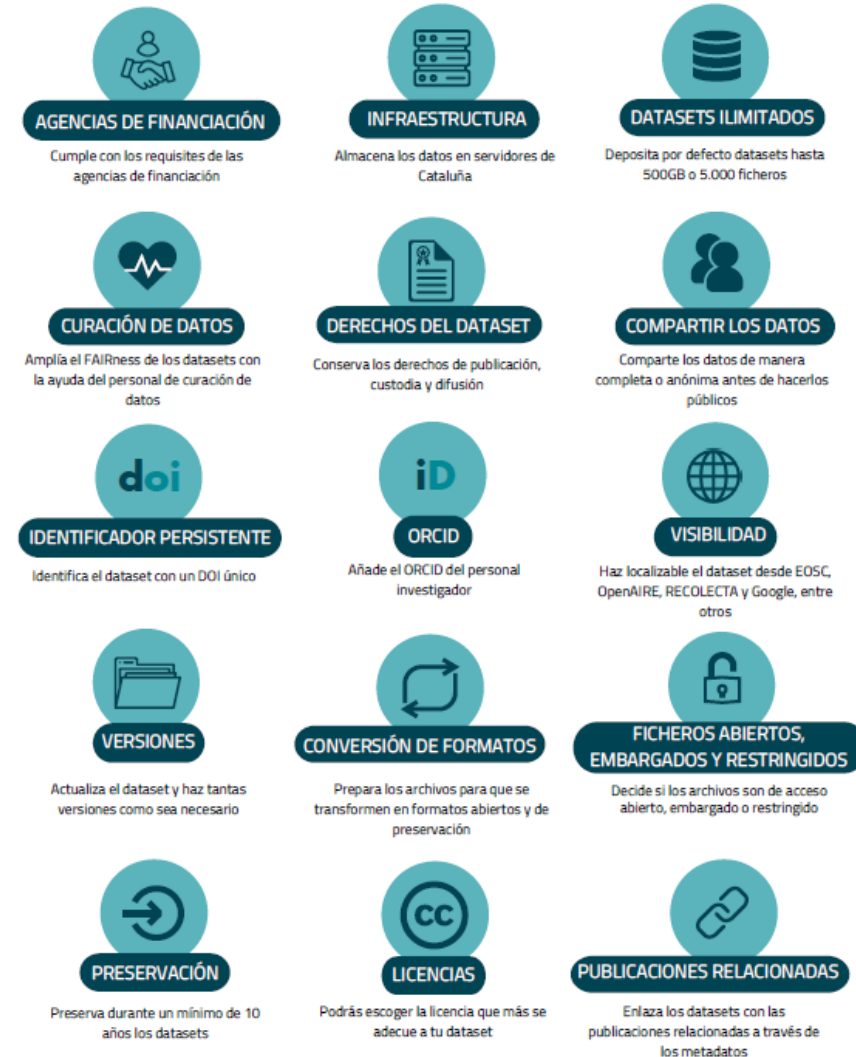 AGENCIAS DE FINANCIACIÓN
Cumple con los requisites de las
agencias de financiación
INFRAESTRUCTURA
Almacena los datos en servidores de
Cataluña
DATASETS ILIMITADOS
Deposita por defecto datasets hasta
500GB o 5.000 ficheros
CURACIÓN DE DATOS
Amplía el FAIRness de los datasets con
la ayuda del personal de curación de
datos
DERECHOS DEL DATASET
Conserva los derechos de publicación,
custodia y difusión
COMPARTIR LOS DATOS
Comparte los datos de manera
completa o anónima antes de hacerlos
públicos
doi
IDENTIFICADOR PERSISTENTE
Identifica el dataset con un DOI único
iD
ORCID
Añade el ORCID del personal
investigador
VISIBILIDAD
Haz localizable el dataset desde EOSC,
OpenAIRE, RECOLECTA y Google, entre
otros
VERSIONES
Actualiza el dataset y haz tantas
versiones como sea necesario
CONVERSIÓN DE FORMATOS
Prepara los archivos para que se
transformen en formatos abiertos y de
preservación
FICHEROS ABIERTOS,
EMBARGADOS Y RESTRINGIDOS
Decide si los archivos son de acceso
abierto, embargado o restringido
PRESERVACIÓN
Preserva durante un mínimo de 10
años los datasets
cc
LICENCIAS
Podrás escoger la licencia que más se
adecue a tu dataset
PUBLICACIONES RELACIONADAS
Enlaza los datasets con las
publicaciones relacionadas a través de
los metadatos